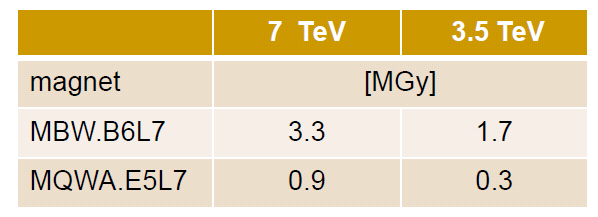 7 TeV 3.5 TeV
magnet [MGy]
MBW.B6L7 3.3 1.7
MQWA.E5L7 0.9 0.3